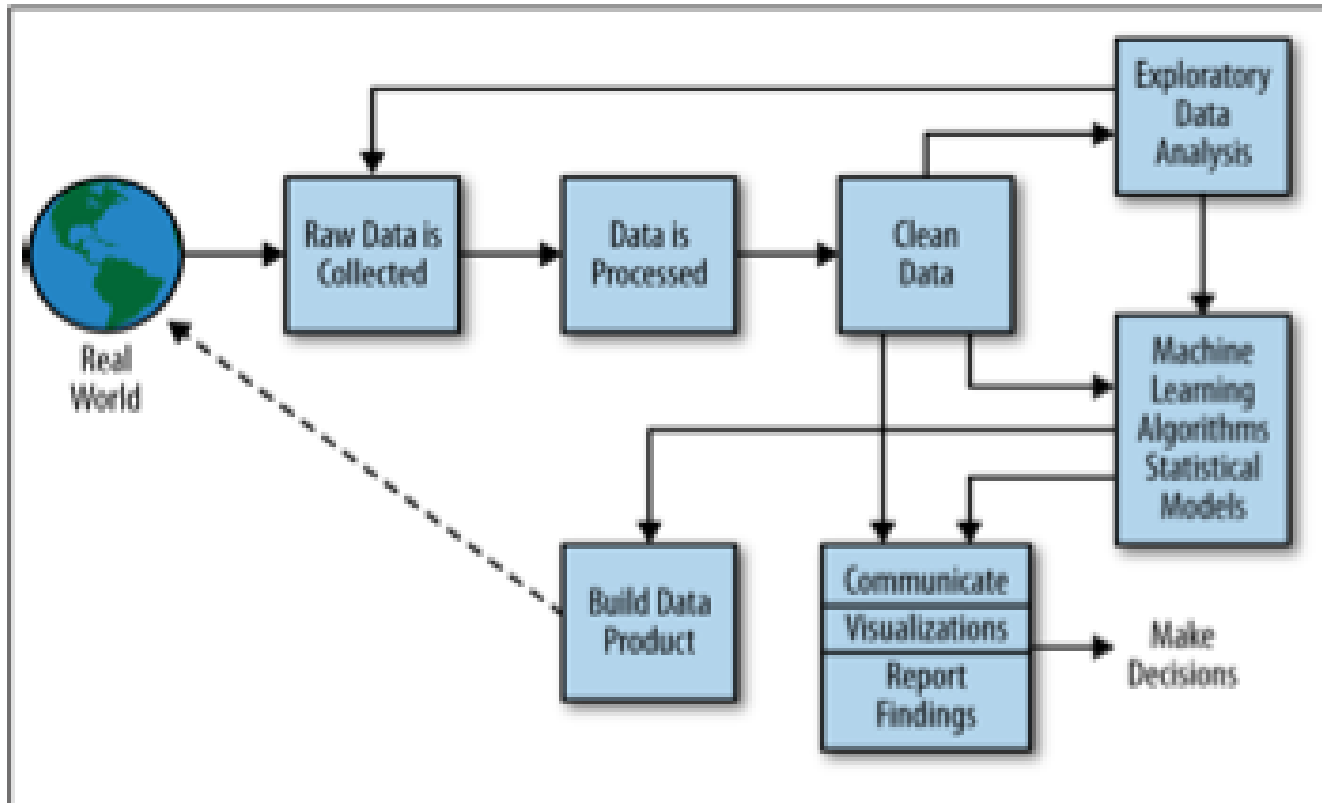 Exploratory
Data
Analysis
Raw Data is
Collected
Data is
Processed
Clean
Data
Real
World
Machine
Learning
Algorithms
Statistical
Models
Build Data
Product
Communicate
Visualizations
Report
Findings
Make
Decisions